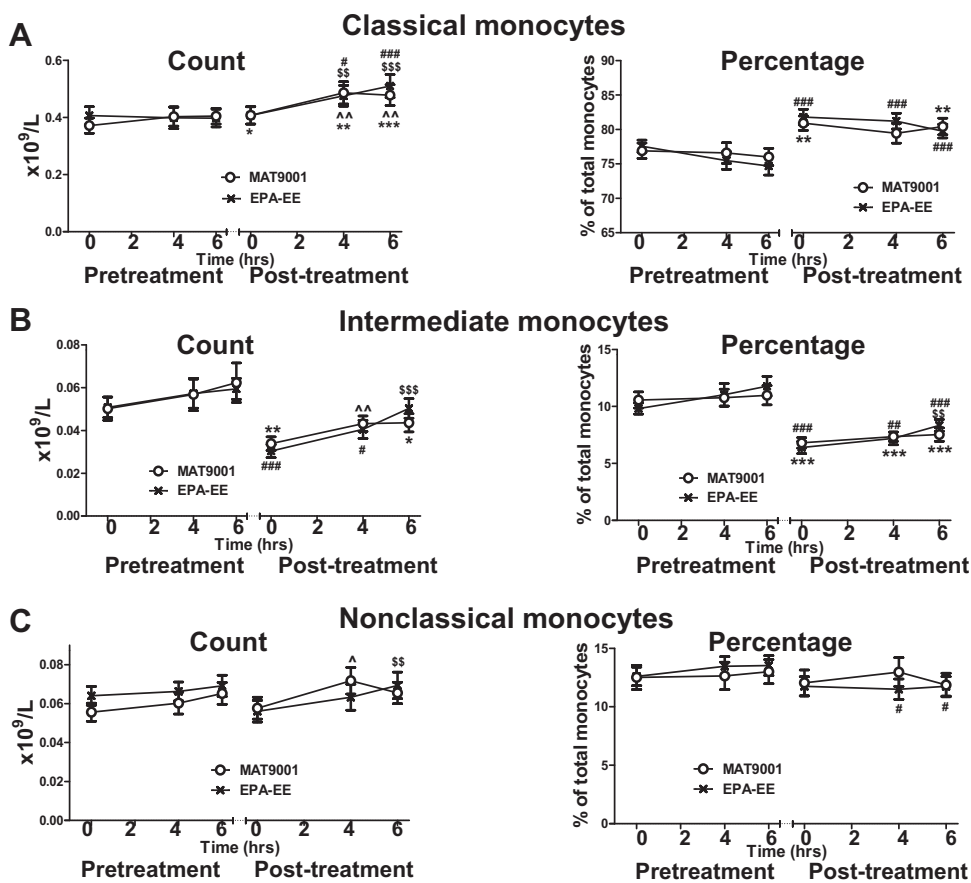 A
Classical monocytes
Count
x10⁹/L
0.6
0.4
0.2
0.0
#
$$
###
$$$
*
^^
**
^^
***
MAT9001
EPA-EE
0 2 4 6 0 2 4 6
Time (hrs)
Pretreatment Post-treatment
Percentage
% of total monocytes
90
85
80
75
70
65
### ### **
** ###
MAT9001
EPA-EE
0 2 4 6 0 2 4 6
Time (hrs)
Pretreatment Post-treatment
B
Intermediate monocytes
Count
x10⁹/L
0.08
0.06
0.04
0.02
0.00
** ^^ $$$
### # *
MAT9001
EPA-EE
0 2 4 6 0 2 4 6
Time (hrs)
Pretreatment Post-treatment
Percentage
% of total monocytes
15
10
5
0
### ## ###
$$
*** *** ***
MAT9001
EPA-EE
0 2 4 6 0 2 4 6
Time (hrs)
Pretreatment Post-treatment
C
Nonclassical monocytes
Count
x10⁹/L
0.08
0.06
0.04
0.02
0.00
^ $$
MAT9001
EPA-EE
0 2 4 6 0 2 4 6
Time (hrs)
Pretreatment Post-treatment
Percentage
% of total monocytes
15
10
5
0
# #
MAT9001
EPA-EE
0 2 4 6 0 2 4 6
Time (hrs)
Pretreatment Post-treatment